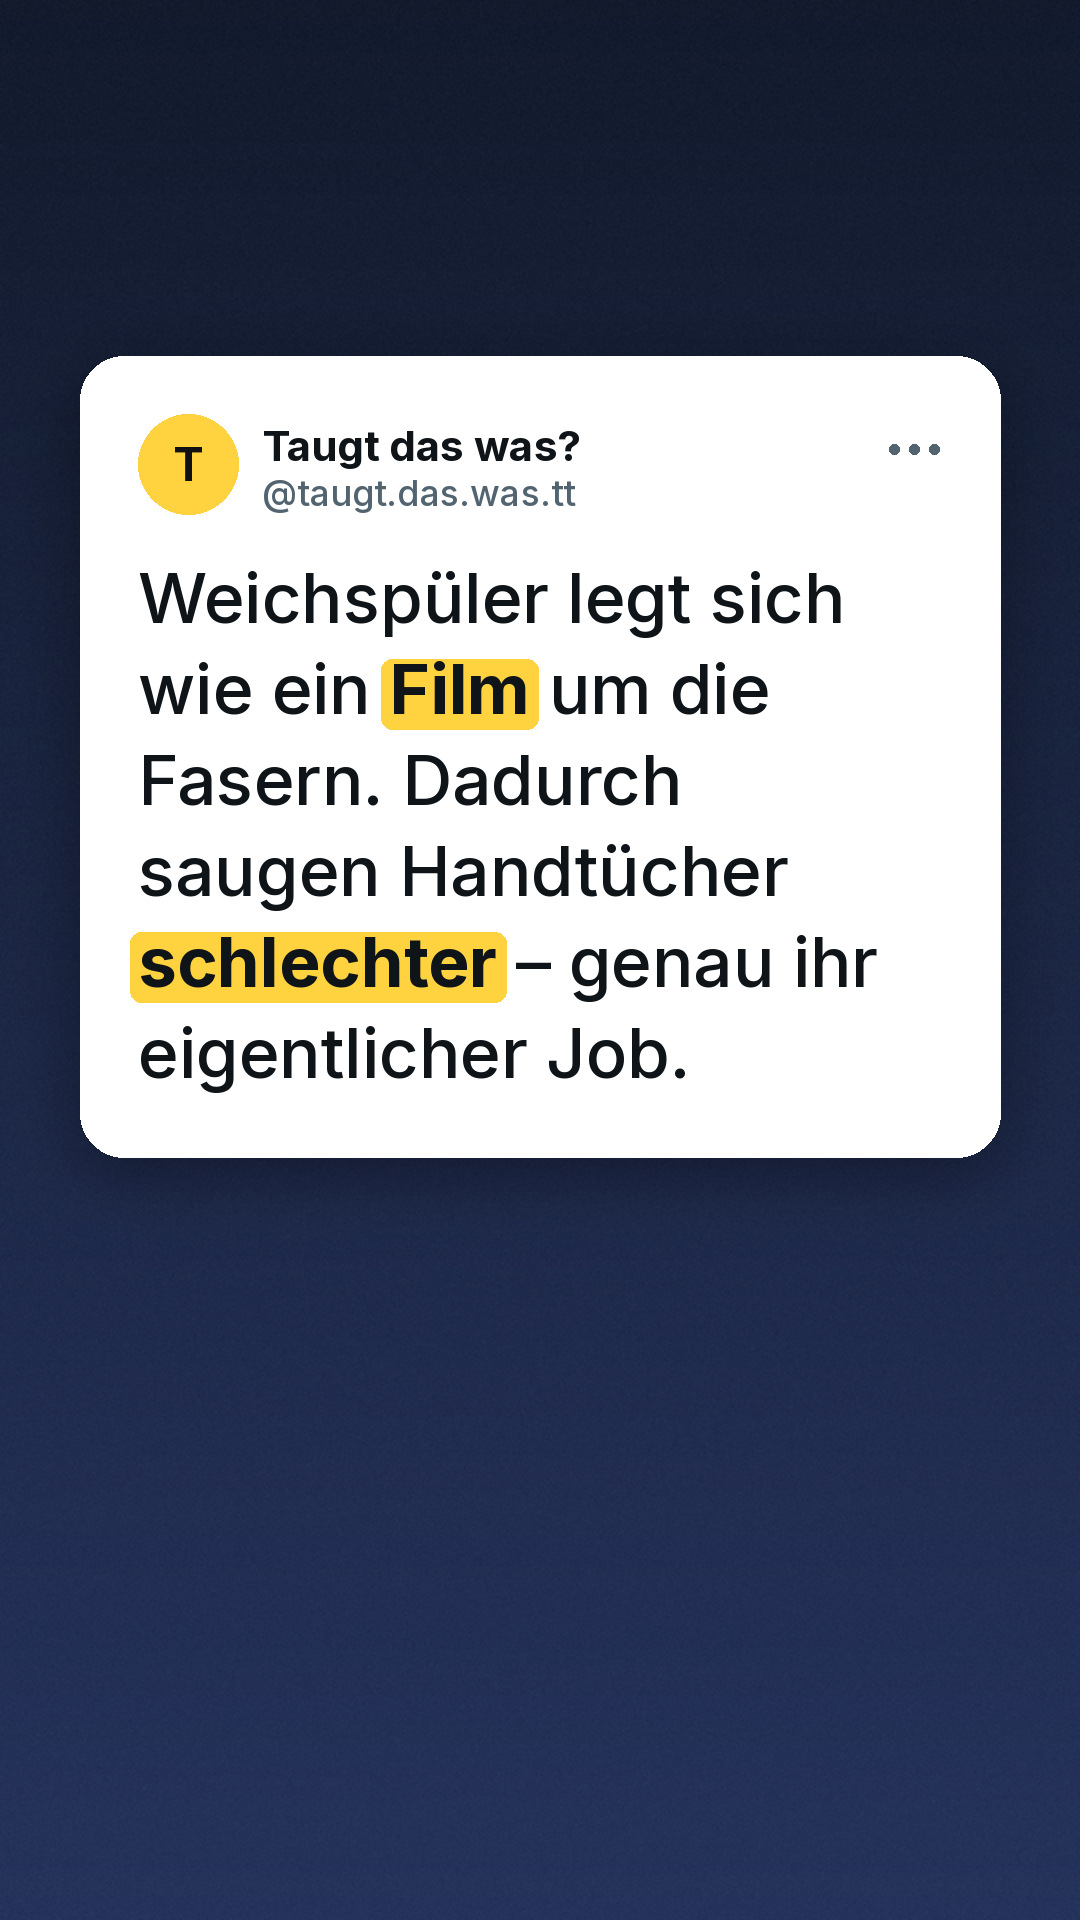 T
Taugt das was?
@taugt.das.was.tt
Weichspüler legt sich
wie ein Film um die
Fasern. Dadurch
saugen Handtücher
schlechter – genau ihr
eigentlicher Job.